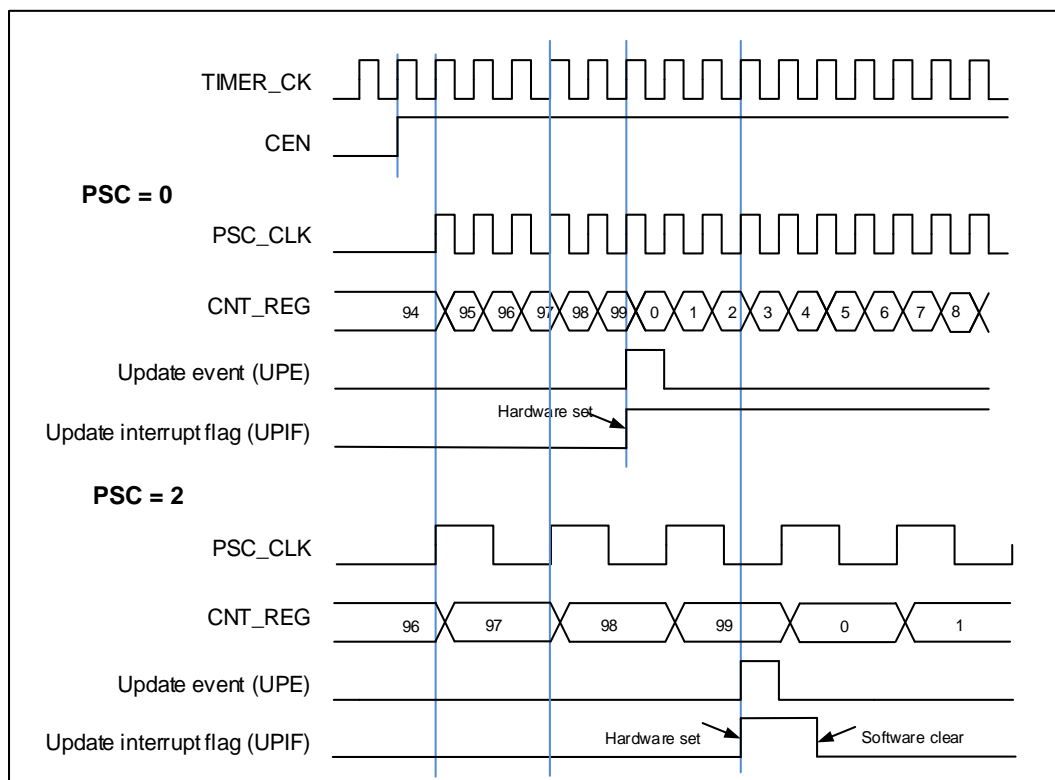 TIMER_CK
CEN
PSC = 0
PSC_CLK
CNT_REG 94 95 96 97 98 99 0 1 2 3 4 5 6 7 8
Update event (UPE)
Hardware set
Update interrupt flag (UPIF)
PSC = 2
PSC_CLK
CNT_REG 96 97 98 99 0 1
Update event (UPE)
Update interrupt flag (UPIF) Hardware set Software clear